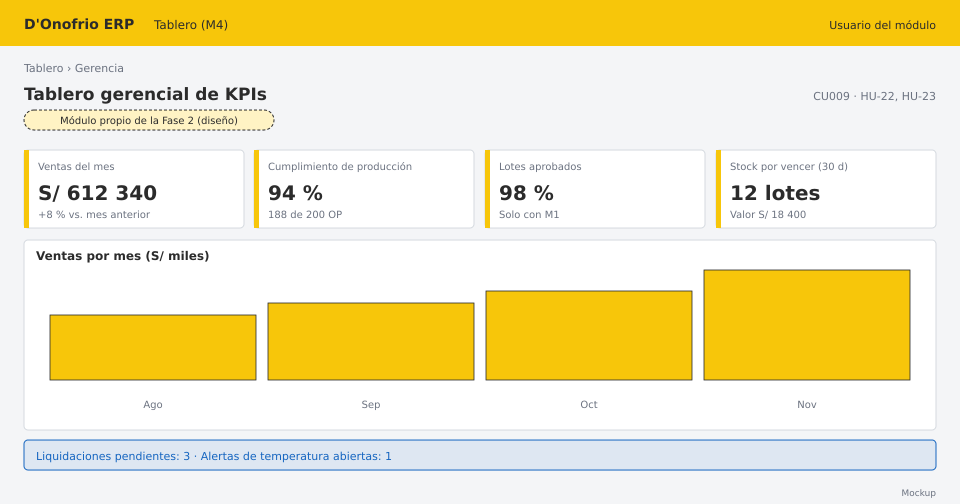 D'Onofrio ERP Tablero (M4) Usuario del módulo
Tablero › Gerencia
Tablero gerencial de KPIs CU009 · HU-22, HU-23
Módulo propio de la Fase 2 (diseño)
Ventas del mes
S/ 612 340
+8 % vs. mes anterior
Cumplimiento de producción
94 %
188 de 200 OP
Lotes aprobados
98 %
Solo con M1
Stock por vencer (30 d)
12 lotes
Valor S/ 18 400
Ventas por mes (S/ miles)
Ago Sep Oct Nov
Liquidaciones pendientes: 3 · Alertas de temperatura abiertas: 1
Mockup